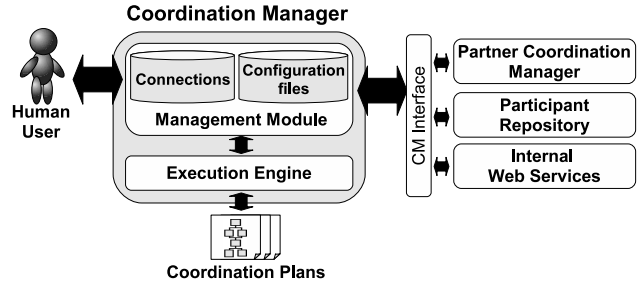 Coordination Manager
Human
User
Connections
Configuration
files
Management Module
Execution Engine
Coordination Plans
CM Interface
Partner Coordination
Manager
Participant
Repository
Internal
Web Services